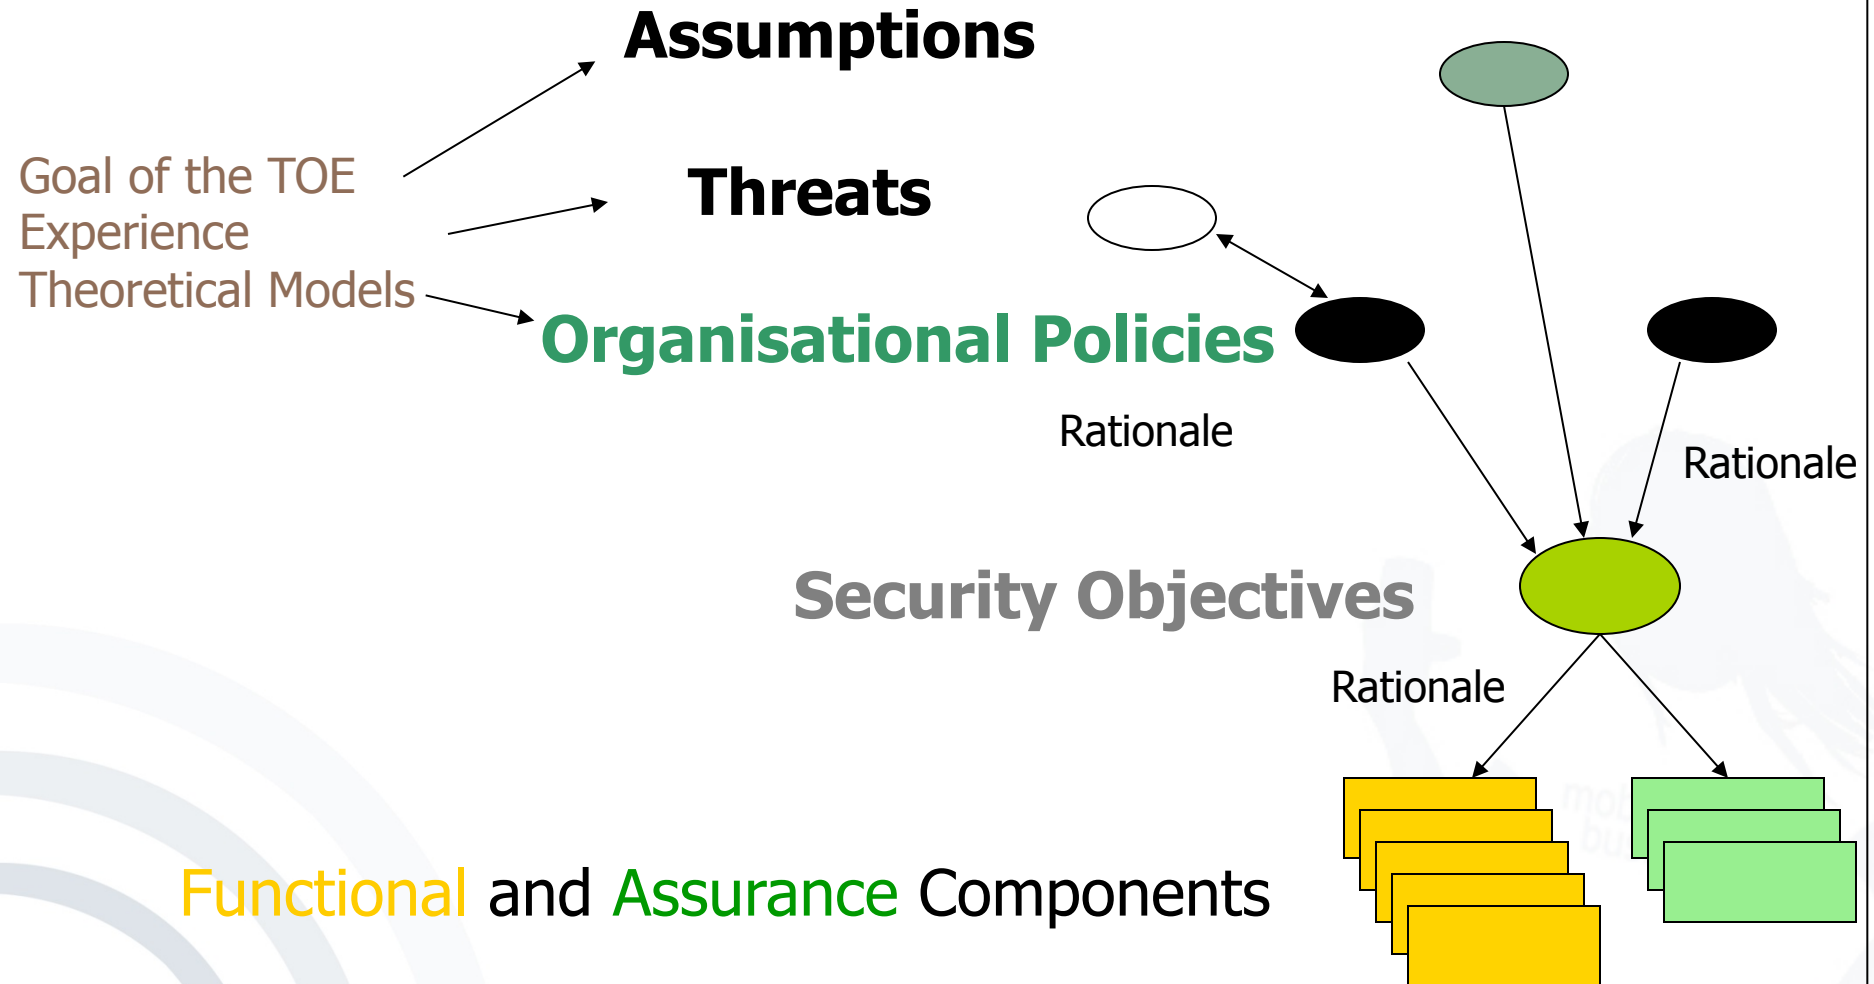 Assumptions
Goal of the TOE
Threats
Experience
Theoretical Models
Organisational Policies
Rationale
Rationale
Security Objectives
Rationale
Functional and Assurance Components